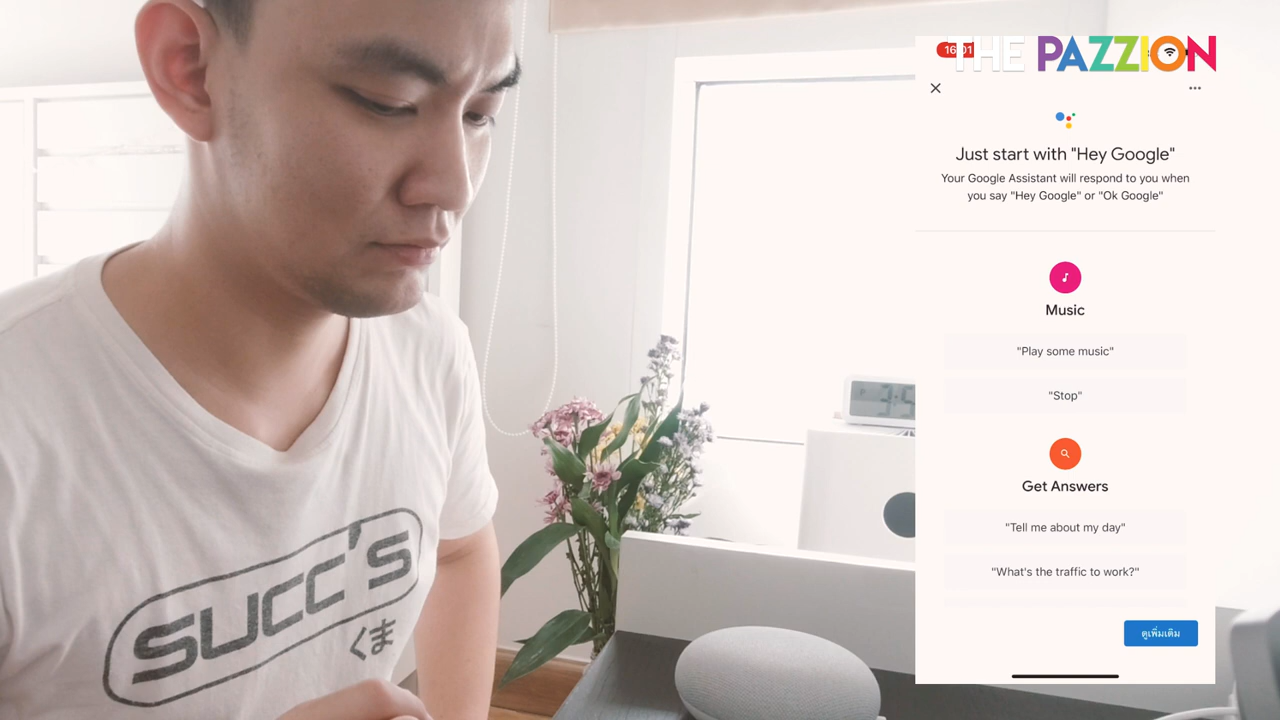 THE PAZZION
16:01
Just start with "Hey Google"
Your Google Assistant will respond to you when
you say "Hey Google" or "Ok Google"
Music
"Play some music"
"Stop"
Get Answers
"Tell me about my day"
"What's the traffic to work?"
ดูเพิ่มเติม
SUCC'S
くま